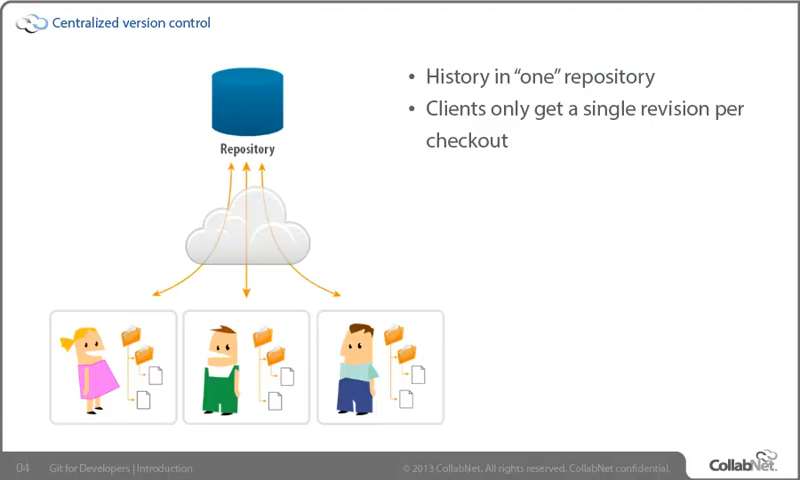 Centralized version control
• History in “one” repository
• Clients only get a single revision per
checkout
Repository
04 Git for Developers | Introduction © 2013 CollabNet. All rights reserved. CollabNet confidential.
CollabNet.